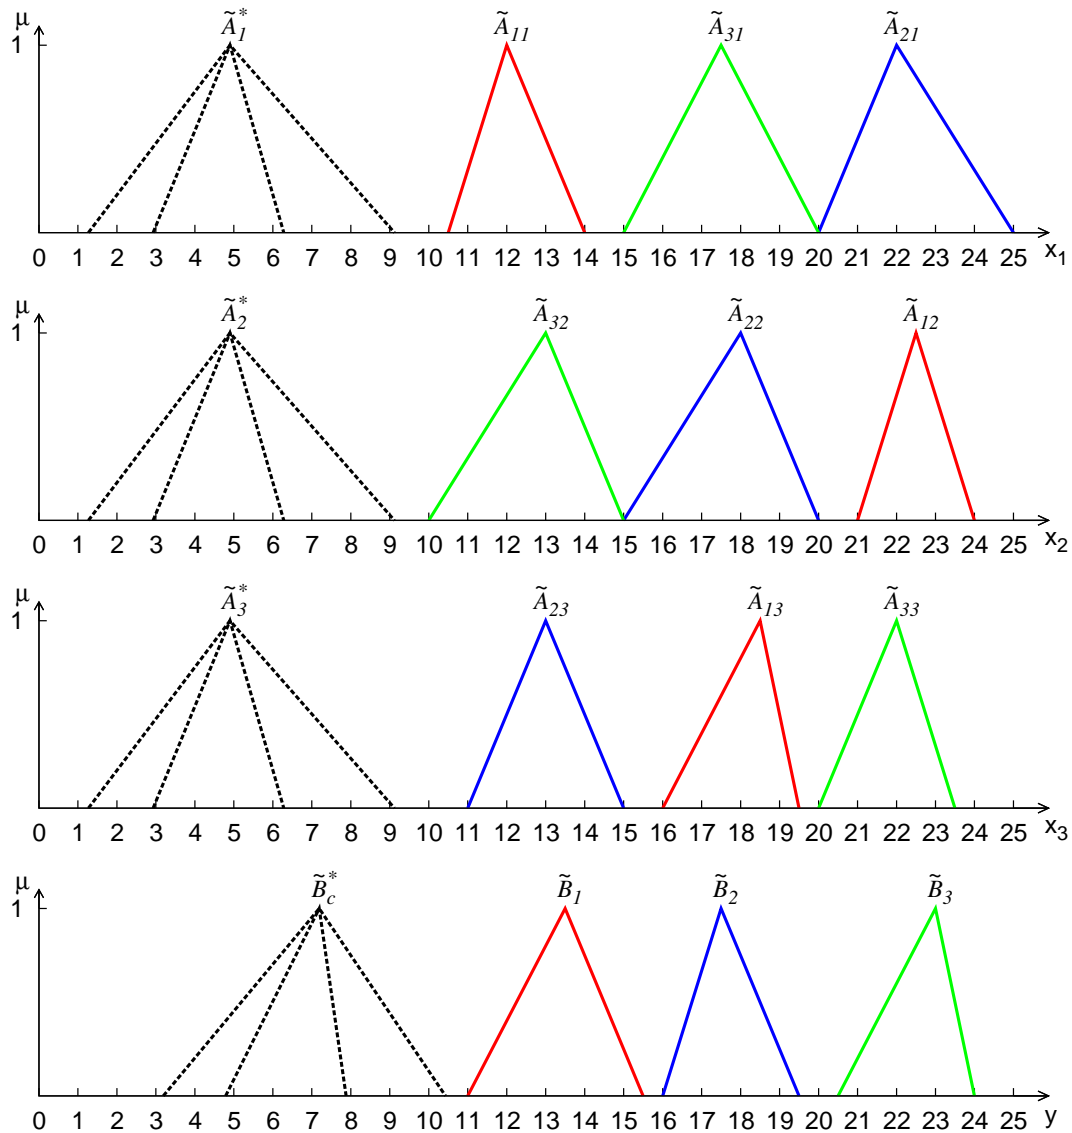 μ Ã₁* Ã₁₁ Ã₃₁ Ã₂₁
1
0 1 2 3 4 5 6 7 8 9 10 11 12 13 14 15 16 17 18 19 20 21 22 23 24 25 x₁
μ Ã₂* Ã₃₂ Ã₂₂ Ã₁₂
1
0 1 2 3 4 5 6 7 8 9 10 11 12 13 14 15 16 17 18 19 20 21 22 23 24 25 x₂
μ Ã₃* Ã₂₃ Ã₁₃ Ã₃₃
1
0 1 2 3 4 5 6 7 8 9 10 11 12 13 14 15 16 17 18 19 20 21 22 23 24 25 x₃
μ B̃_c* B̃₁ B̃₂ B̃₃
1
0 1 2 3 4 5 6 7 8 9 10 11 12 13 14 15 16 17 18 19 20 21 22 23 24 25 y